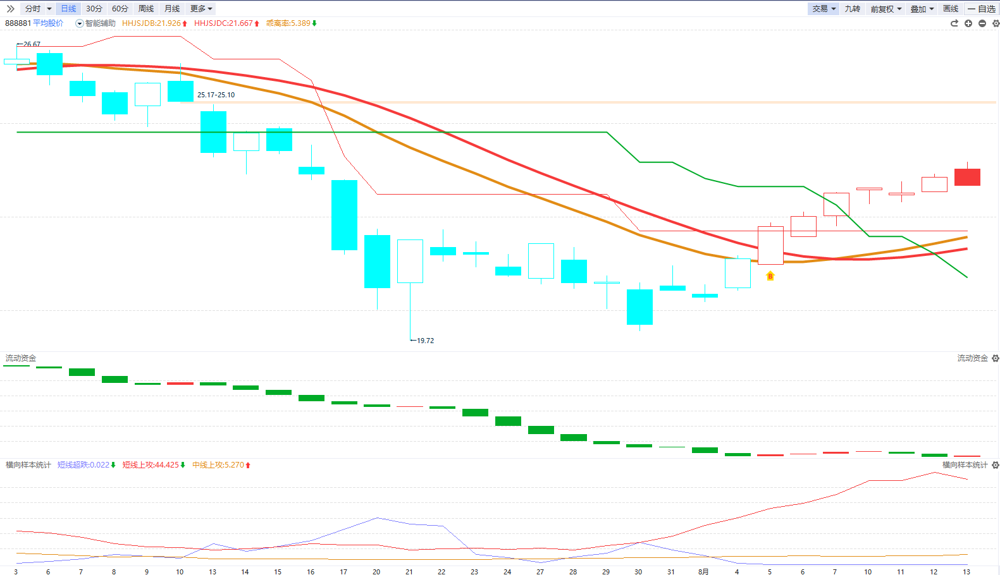 分时 日线 30分 60分 周线 月线 更多 交易 九转 前复权 叠加 画线 自选
888881 平均股价 智能辅助 HHJSJDB:21.926 HHJSJDC:21.667 乖离率:5.389
26.67
25.17-25.10
B
19.72
流动资金 流动资金
横向样本统计 短线超跌:0.022 短线上攻:44.425 中线上攻:5.270 横向样本统计
3 6 7 8 9 10 13 14 15 16 17 20 21 22 23 24 27 28 29 30 31 8月 4 5 6 7 10 11 12 13